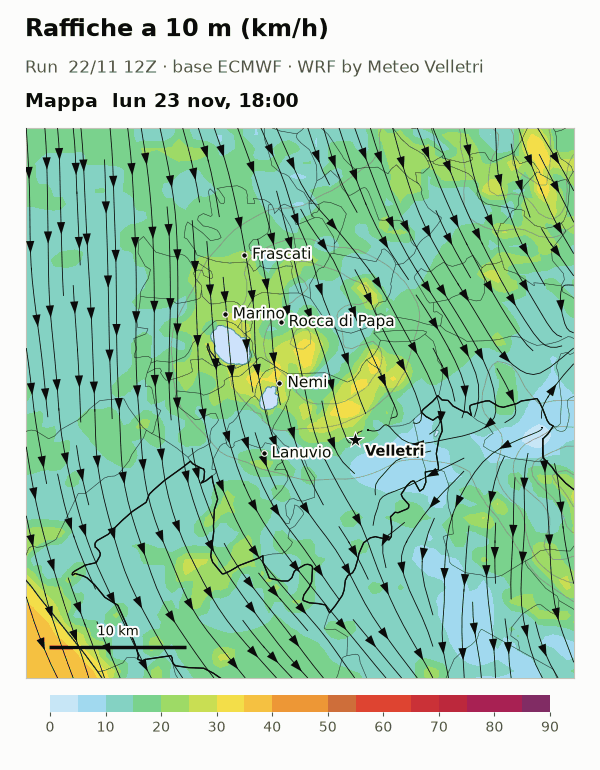 Raffiche a 10 m (km/h)
Run  22/11 12Z · base ECMWF · WRF by Meteo Velletri
Mappa  lun 23 nov, 18:00
Frascati
Marino
Rocca di Papa
Nemi
Velletri
Lanuvio
10 km
0 10 20 30 40 50 60 70 80 90